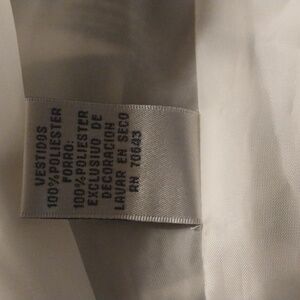 VESTIDOS
100%POLIESTER
FORRO:
100%POLIESTER
EXCLUSIVO DE
DECORACION
LAVAR EN SECO
RN 70643